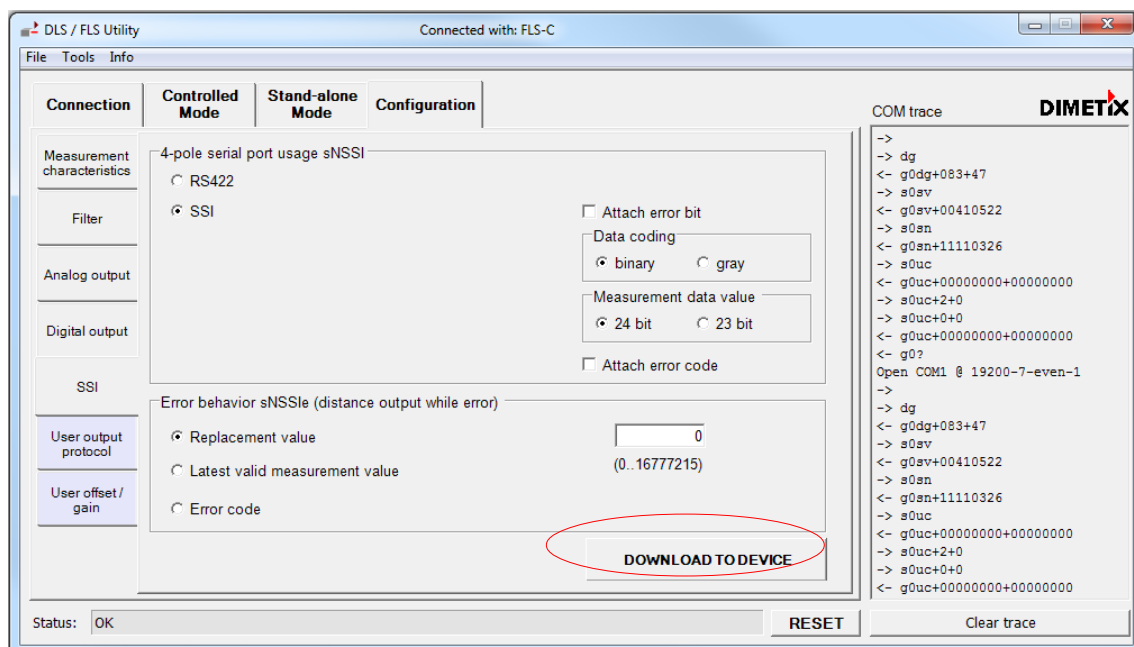 DLS / FLS Utility
Connected with: FLS-C
File Tools Info
Connection
Controlled
Mode
Stand-alone
Mode
Configuration
Measurement
characteristics
Filter
Analog output
Digital output
SSI
User output
protocol
User offset /
gain
4-pole serial port usage sNSSI
RS422
SSI
Attach error bit
Data coding
binary gray
Measurement data value
24 bit 23 bit
Attach error code
Error behavior sNSSIe (distance output while error)
Replacement value
0
(0..16777215)
Latest valid measurement value
Error code
DOWNLOAD TO DEVICE
COM trace
DIMETIX
->
-> dg
<- g0dg+083+47
-> s0sv
<- g0sv+00410522
-> s0sn
<- g0sn+11110326
-> s0uc
<- g0uc+00000000+00000000
-> s0uc+2+0
-> s0uc+0+0
<- g0uc+00000000+00000000
<- g0?
Open COM1 @ 19200-7-even-1
->
-> dg
<- g0dg+083+47
-> s0sv
<- g0sv+00410522
-> s0sn
<- g0sn+11110326
-> s0uc
<- g0uc+00000000+00000000
-> s0uc+2+0
-> s0uc+0+0
<- g0uc+00000000+00000000
Status: OK
RESET
Clear trace